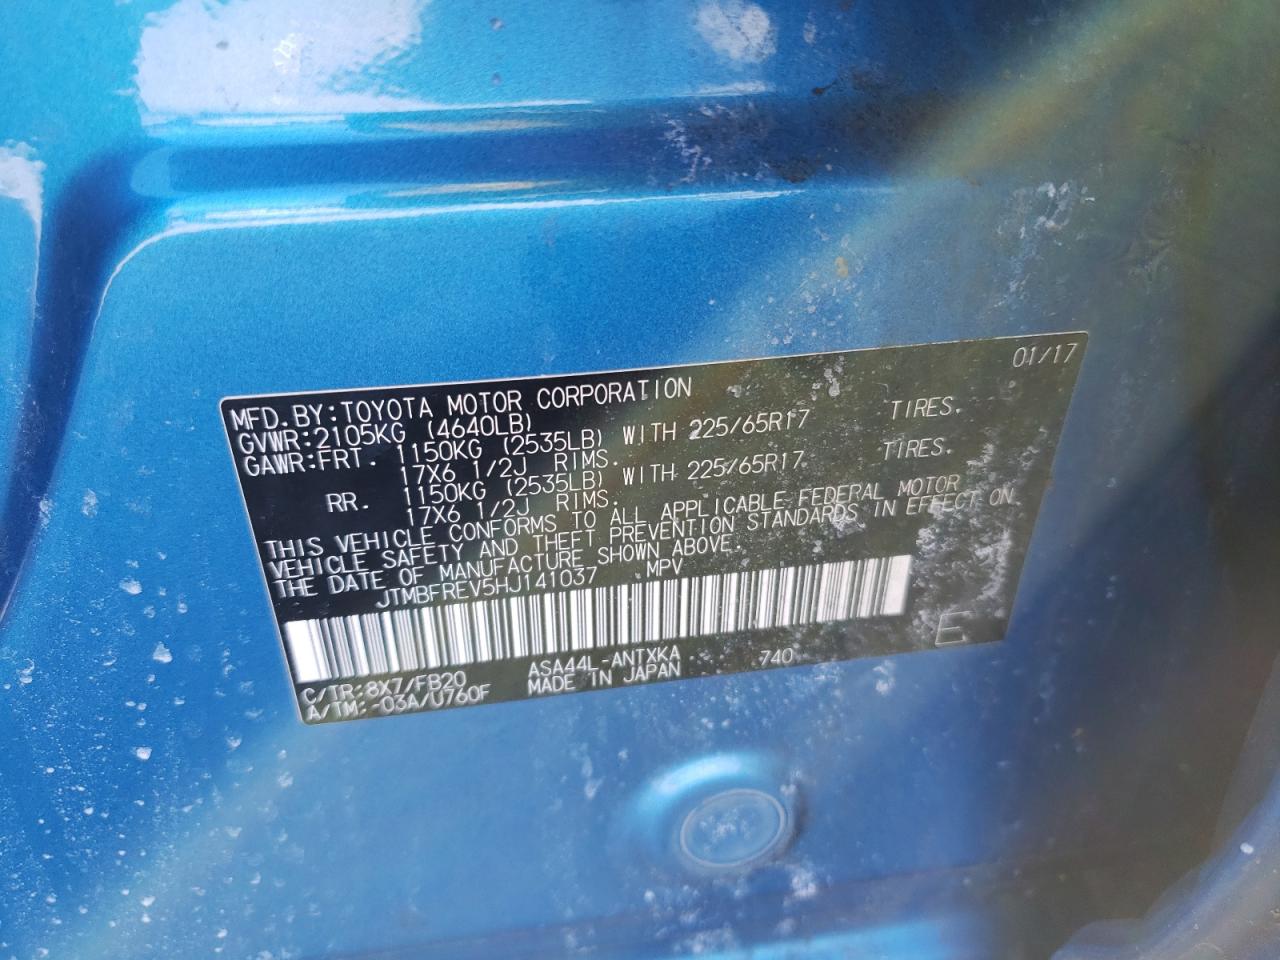 01/17
MFD.BY:TOYOTA MOTOR CORPORATION
GVWR:2105KG (4640LB)
GAWR:FRT. 1150KG (2535LB) WITH 225/65R17 TIRES.
17X6 1/2J RIMS.
RR. 1150KG (2535LB) WITH 225/65R17 TIRES.
17X6 1/2J RIMS.
THIS VEHICLE CONFORMS TO ALL APPLICABLE FEDERAL MOTOR
VEHICLE SAFETY AND THEFT PREVENTION STANDARDS IN EFFECT ON
THE DATE OF MANUFACTURE SHOWN ABOVE.
JTMBFREV5HJ141037 MPV
E
C/TR:8X7/FB20 ASA44L-ANTXKA 740
A/TM:-03A/U760F MADE IN JAPAN